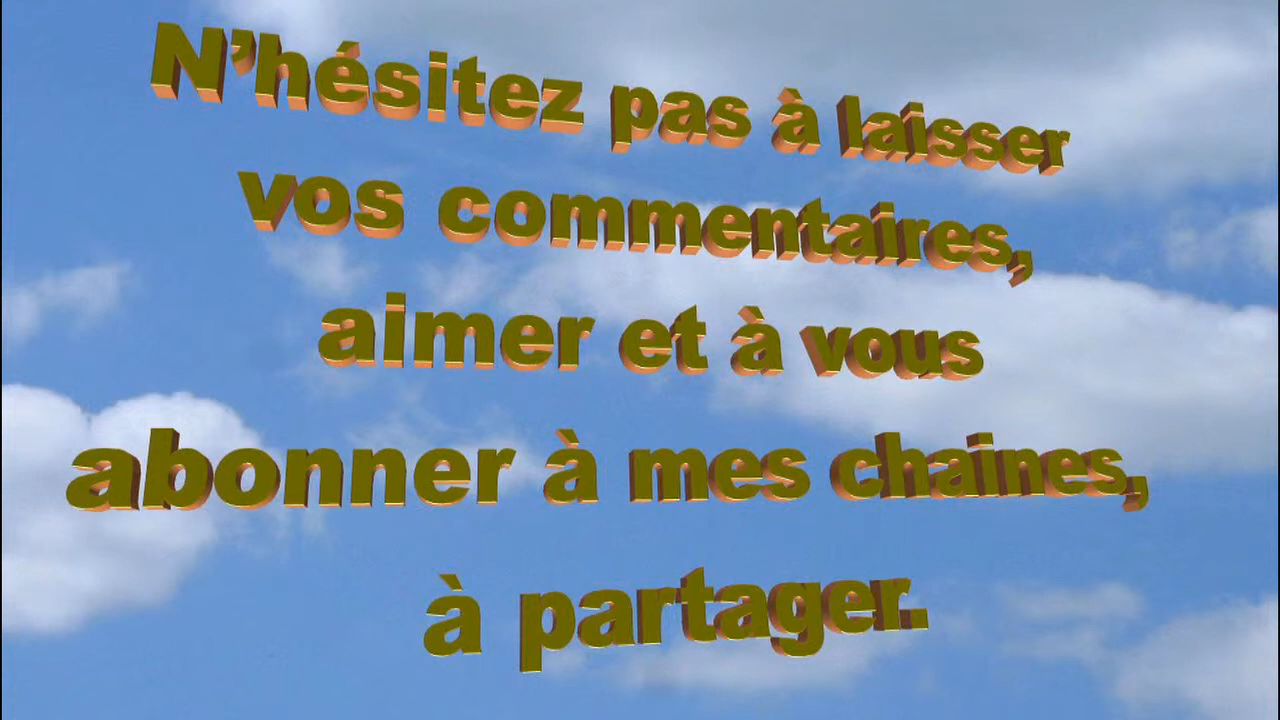 N'hésitez pas à laisser
vos commentaires,
aimer et à vous
abonner à mes chaines,
à partager.